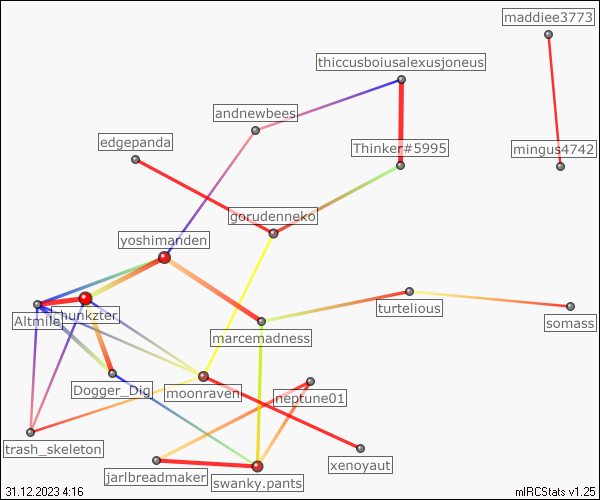 maddiee3773
thiccusboiusalexusjoneus
andnewbees
edgepanda
Thinker#5995
mingus4742
gorudenneko
yoshimanden
Altmile
chunkzter
turtelious
somass
marcemadness
Dogger_Dig
moonraven
neptune01
trash_skeleton
xenoyaut
jarlbreadmaker
swanky.pants
31.12.2023 4:16
mIRCStats v1.25